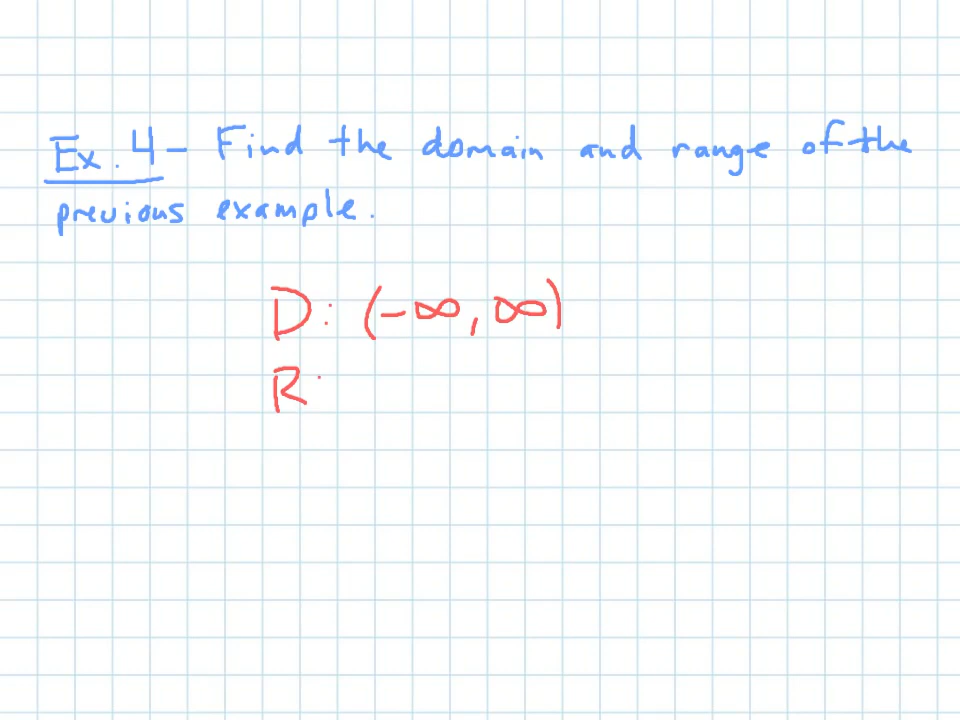 Ex. 4 - Find the domain and range of the
previous example.
D: (-∞, ∞)
R: